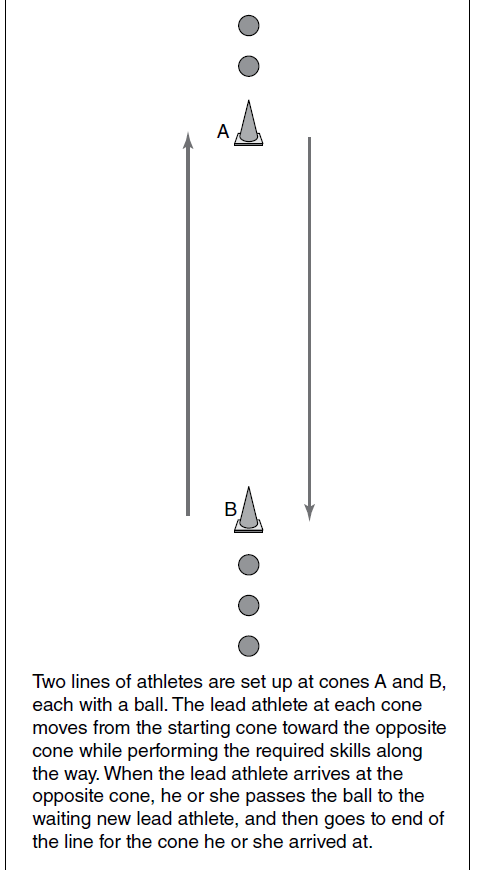 A
B
Two lines of athletes are set up at cones A and B,
each with a ball. The lead athlete at each cone
moves from the starting cone toward the opposite
cone while performing the required skills along
the way. When the lead athlete arrives at the
opposite cone, he or she passes the ball to the
waiting new lead athlete, and then goes to end of
the line for the cone he or she arrived at.